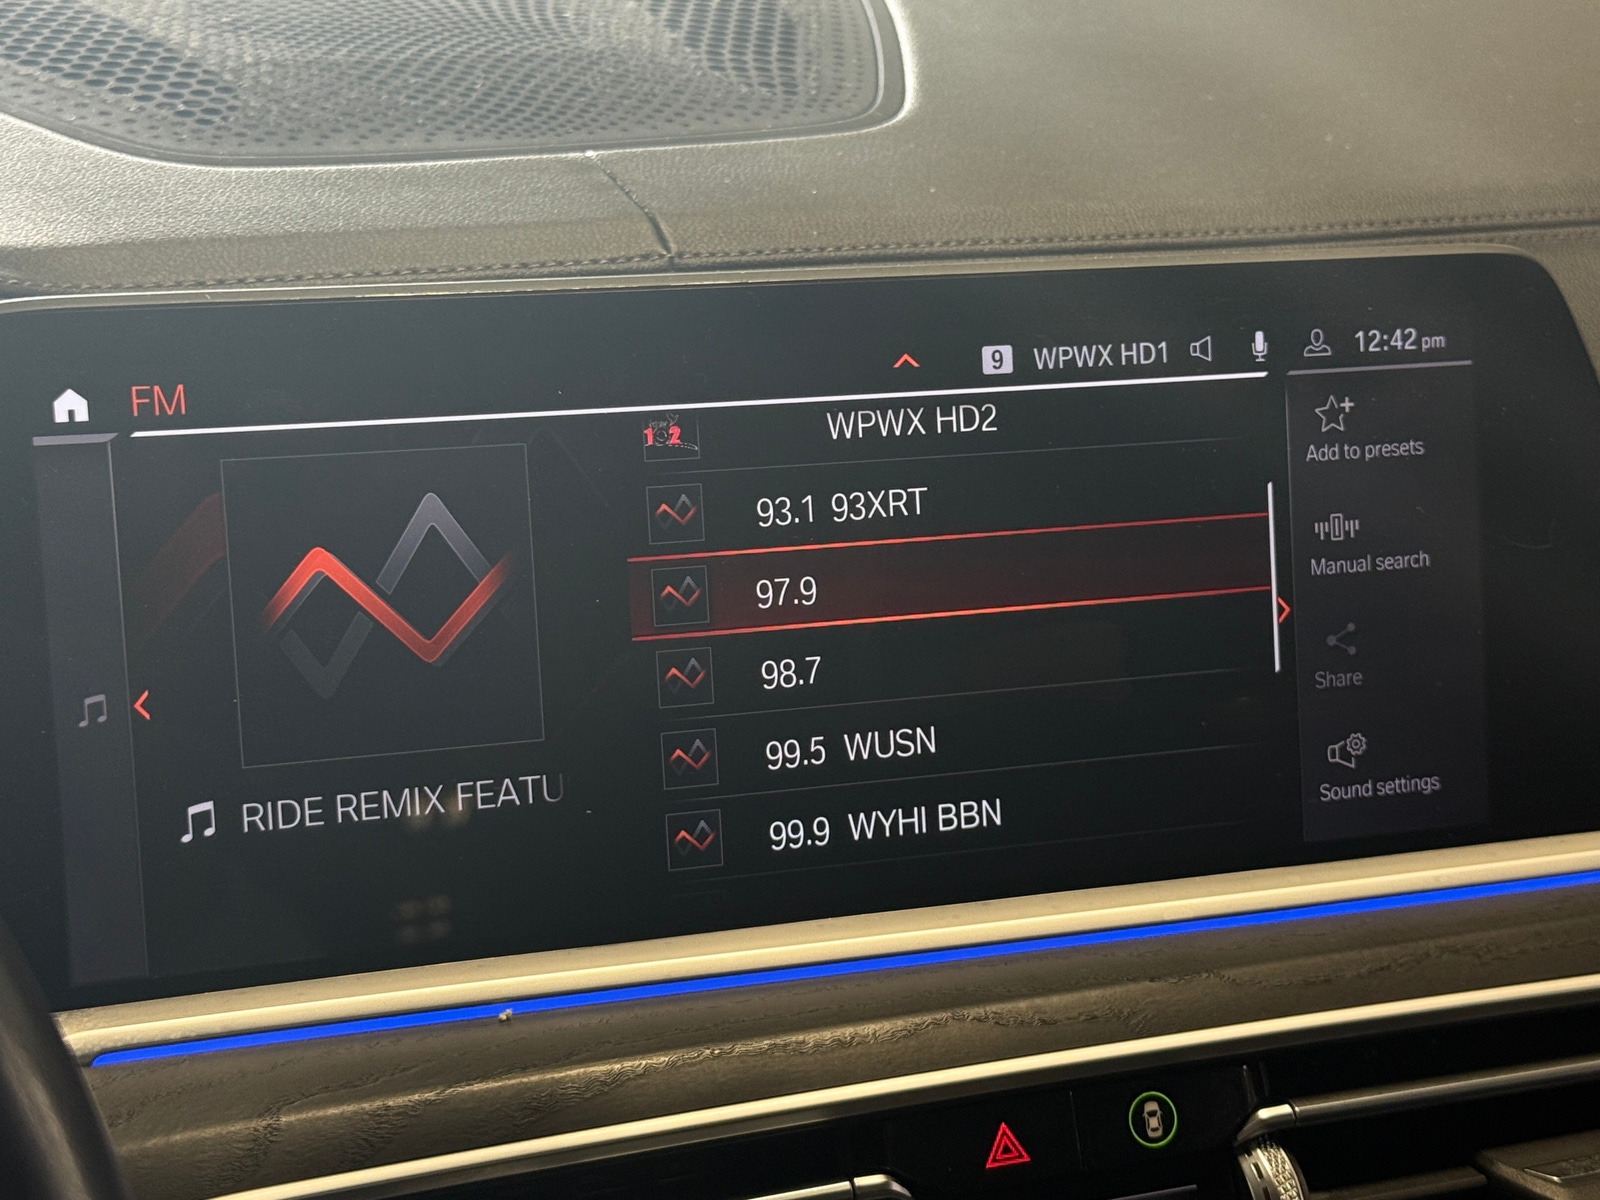 9 WPWX HD1 12:42 pm
FM
102
WPWX HD2
93.1 93XRT
97.9
98.7
99.5 WUSN
99.9 WYHI BBN
RIDE REMIX FEATU
Add to presets
Manual search
Share
Sound settings